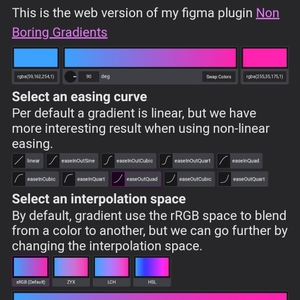 This is the web version of my figma plugin Non
Boring Gradients
rgba(59,162,254,1) 90 deg Swap Colors rgba(255,35,175,1)
Select an easing curve
Per default a gradient is linear, but we can have
more interesting result when using non-linear
easing.
linear easeInOutSine easeInOutCubic easeInOutQuart easeInQuad
easeInCubic easeInQuart easeOutQuad easeOutCubic easeOutQuart
Select an interpolation space
By default, gradient use the rRGB space to blend
from a color to another, but we can go further by
changing the interpolation space.
sRGB (Default) ZYX LCH HSL